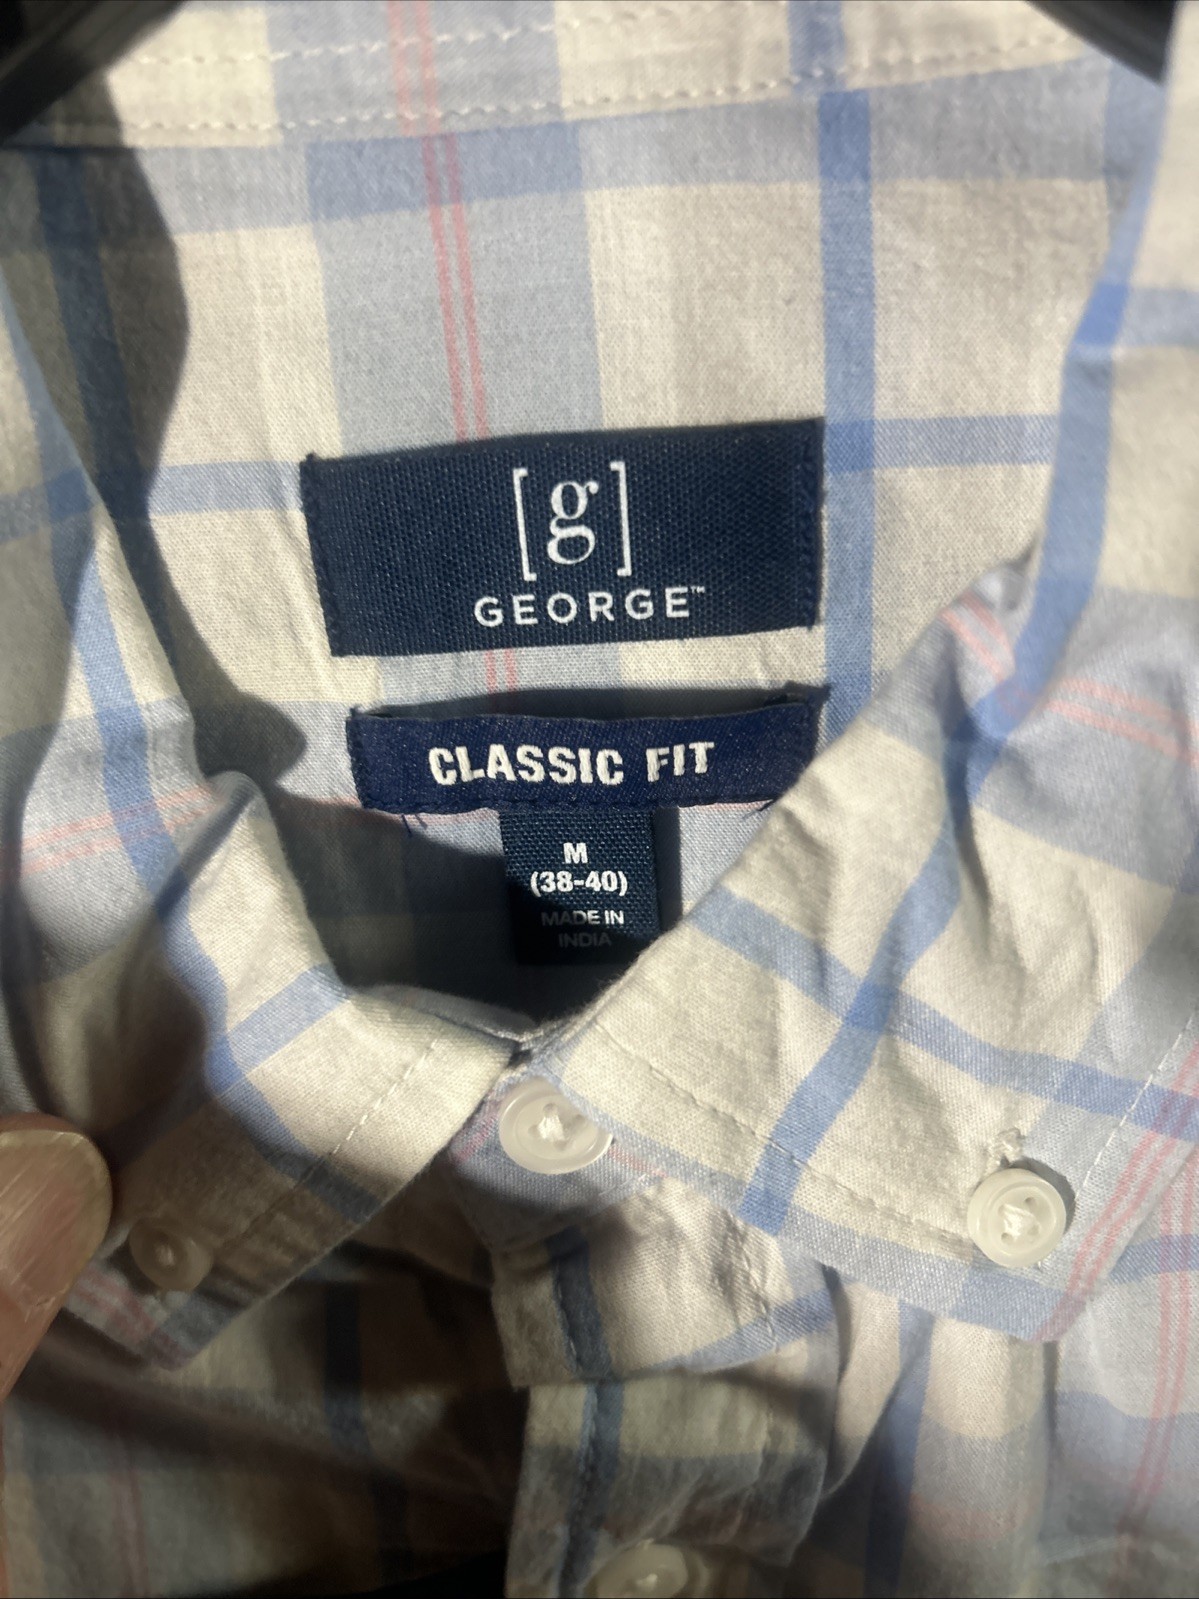 [g]
GEORGE™
CLASSIC FIT
M
(38-40)
MADE IN
INDIA